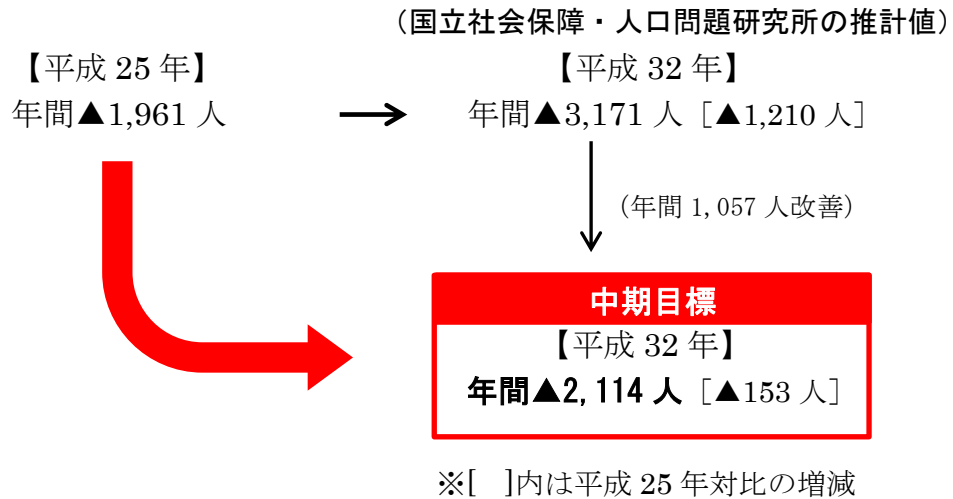 （国立社会保障・人口問題研究所の推計値）
【平成 25 年】
年間▲1,961 人
【平成 32 年】
年間▲3,171 人［▲1,210 人］
（年間 1,057 人改善）
中期目標
【平成 32 年】
年間▲2,114 人［▲153 人］
※[　]内は平成 25 年対比の増減